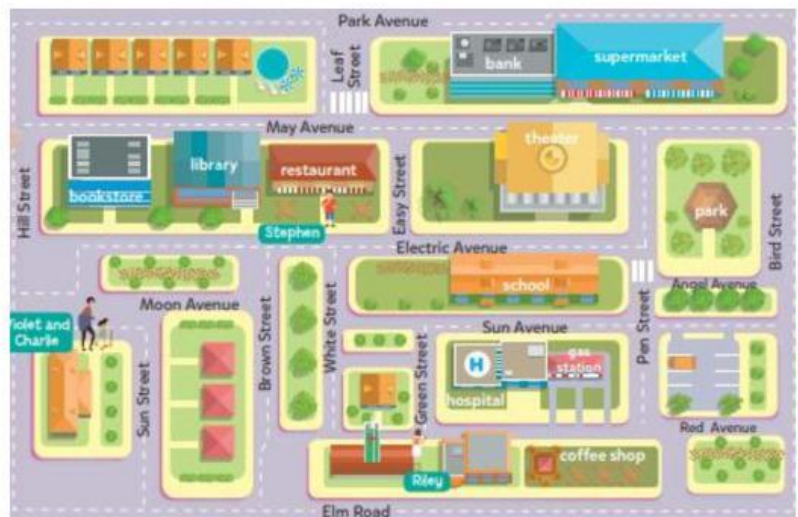 Park Avenue
Leaf
Street
bank
supermarket
May Avenue
theater
library
restaurant
bookstore
Hill Street
Easy Street
park
Bird Street
Stephen
Electric Avenue
school
Angel Avenue
Moon Avenue
Violet and
Charlie
Sun Street
Brown Street
White Street
Green Street
Sun Avenue
Pen Street
H
gas
station
hospital
Red Avenue
coffee shop
Riley
Elm Road